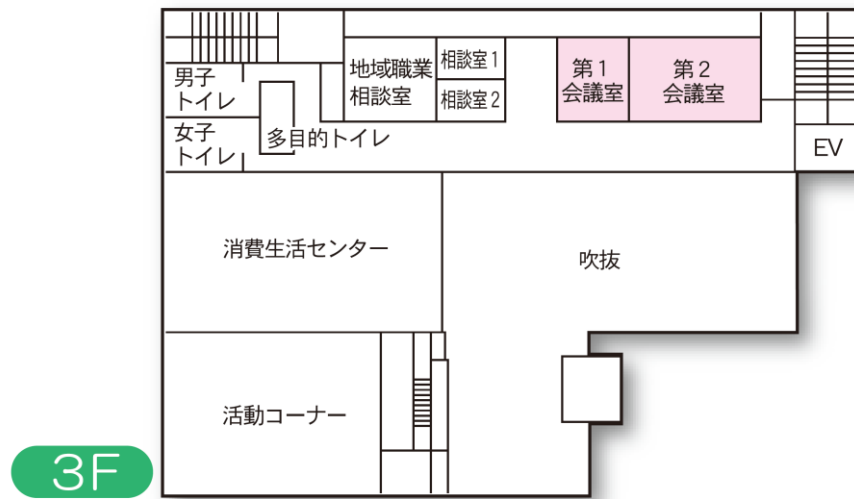 男子
トイレ
女子
トイレ
多目的トイレ
地域職業
相談室
相談室1
相談室2
第1
会議室
第2
会議室
EV
消費生活センター
吹抜
活動コーナー
3F